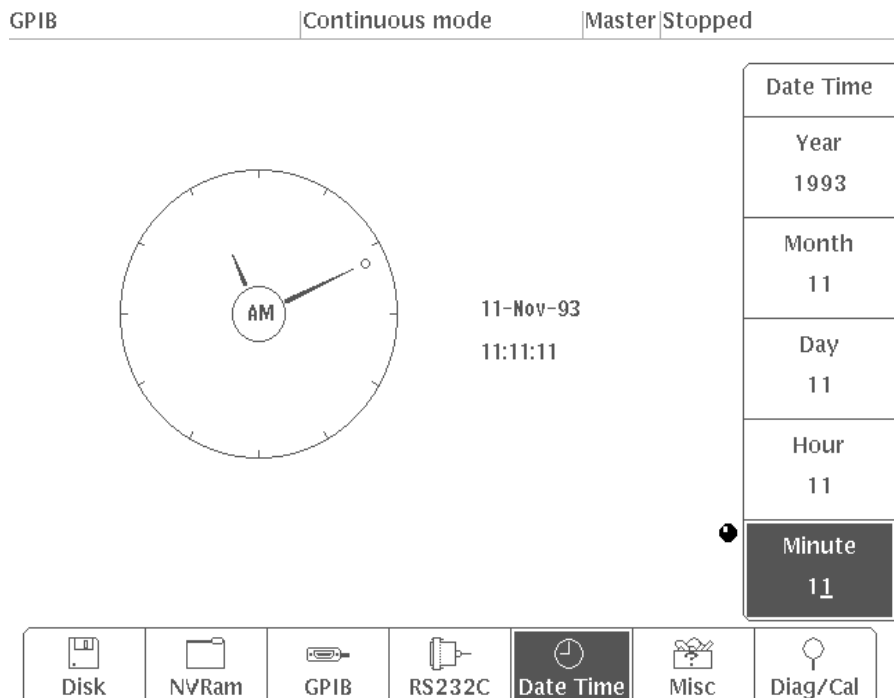 GPIB Continuous mode Master Stopped
AM
11-Nov-93
11:11:11
Date Time
Year
1993
Month
11
Day
11
Hour
11
Minute
11
Disk NVRam GPIB RS232C Date Time Misc Diag/Cal